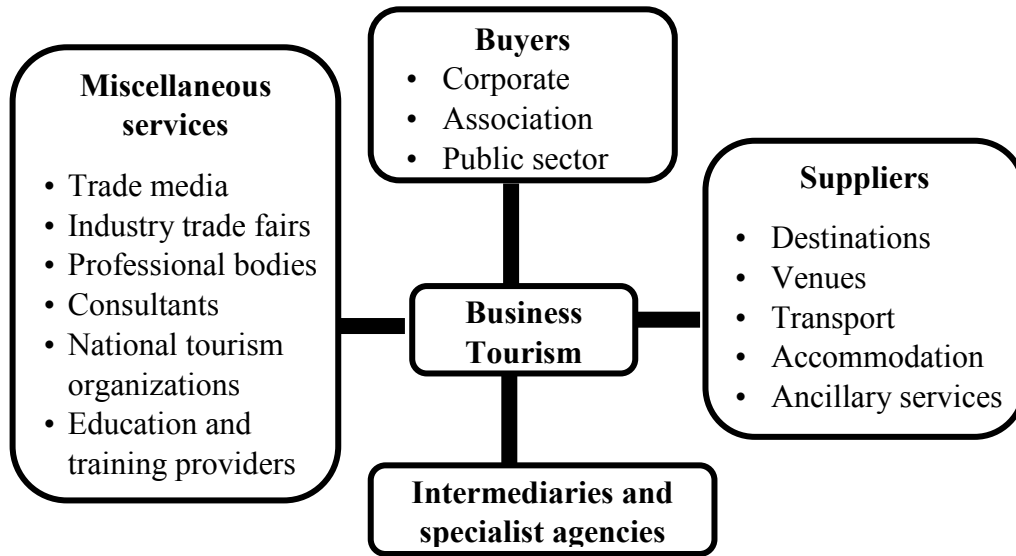 Miscellaneous
services
• Trade media
• Industry trade fairs
• Professional bodies
• Consultants
• National tourism
organizations
• Education and
training providers
Buyers
• Corporate
• Association
• Public sector
Business
Tourism
Suppliers
• Destinations
• Venues
• Transport
• Accommodation
• Ancillary services
Intermediaries and
specialist agencies